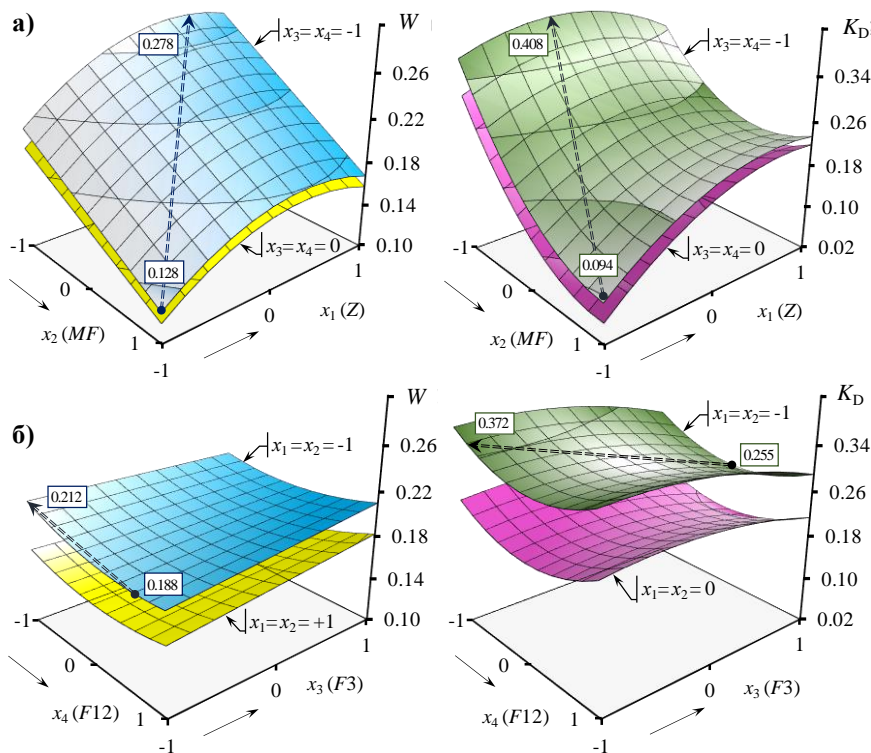 а)
W
0.278
x₃= x₄= -1
0.26
0.22
0.18
0.14
0.10
0.128
x₃= x₄= 0
-1
0
1
x₂ (MF)
-1
0
1
x₁ (Z)
K_D
0.408
x₃= x₄= -1
0.34
0.26
0.18
0.10
0.02
0.094
x₃= x₄= 0
-1
0
1
x₂ (MF)
-1
0
1
x₁ (Z)
б)
W
x₁= x₂= -1
0.26
0.22
0.18
0.14
0.10
0.212
0.188
x₁= x₂= +1
-1
0
1
x₄ (F12)
-1
0
1
x₃ (F3)
K_D
0.372
x₁= x₂= -1
0.255
0.34
0.26
0.18
0.10
0.02
x₁= x₂= 0
-1
0
1
x₄ (F12)
-1
0
1
x₃ (F3)